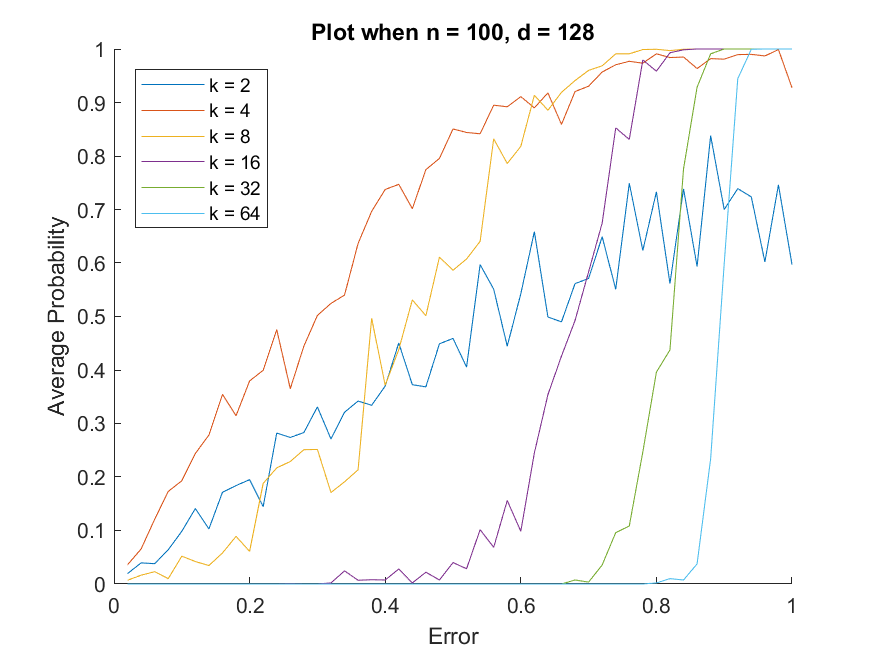 Plot when n = 100, d = 128
1
0.9
0.8
0.7
0.6
0.5
0.4
0.3
0.2
0.1
0
Average Probability
k = 2
k = 4
k = 8
k = 16
k = 32
k = 64
0 0.2 0.4 0.6 0.8 1
Error